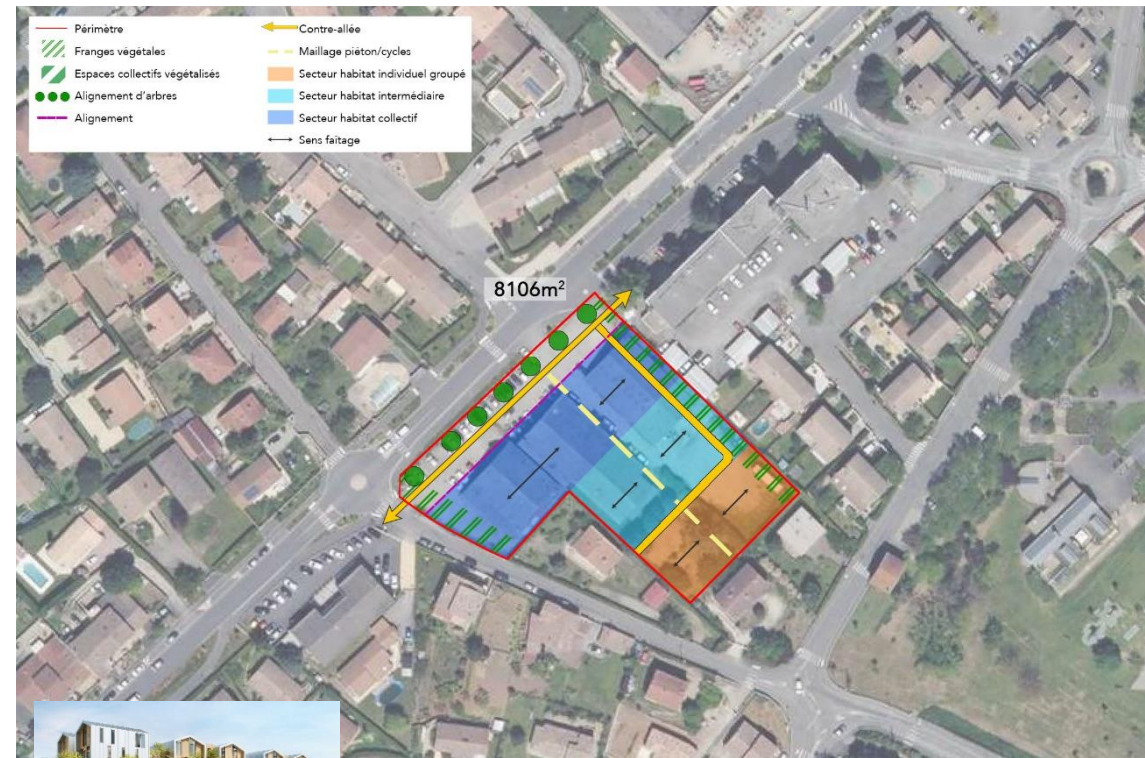 Périmètre
Franges végétales
Espaces collectifs végétalisés
Alignement d'arbres
Alignement
Contre-allée
Maillage piéton/cycles
Secteur habitat individuel groupé
Secteur habitat intermédiaire
Secteur habitat collectif
Sens faîtage
8106m²